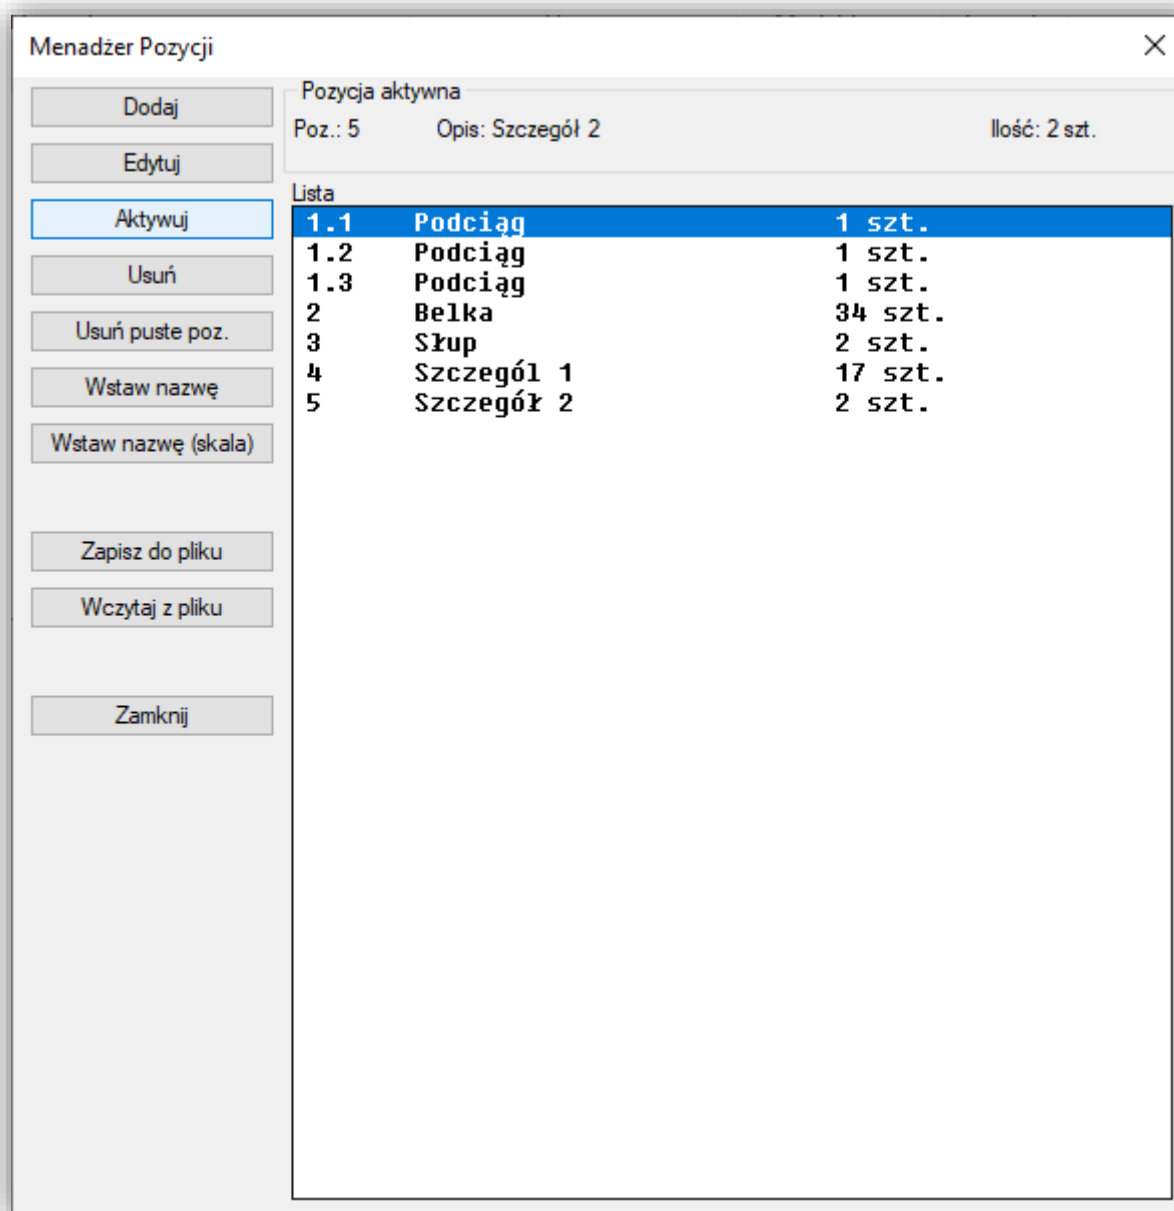 Menadżer Pozycji
Dodaj
Edytuj
Aktywuj
Usuń
Usuń puste poz.
Wstaw nazwę
Wstaw nazwę (skala)
Zapisz do pliku
Wczytaj z pliku
Zamknij
Pozycja aktywna
Poz.: 5 Opis: Szczegół 2 Ilość: 2 szt.
Lista
1.1 Podciąg 1 szt.
1.2 Podciąg 1 szt.
1.3 Podciąg 1 szt.
2 Belka 34 szt.
3 Słup 2 szt.
4 Szczegól 1 17 szt.
5 Szczegół 2 2 szt.